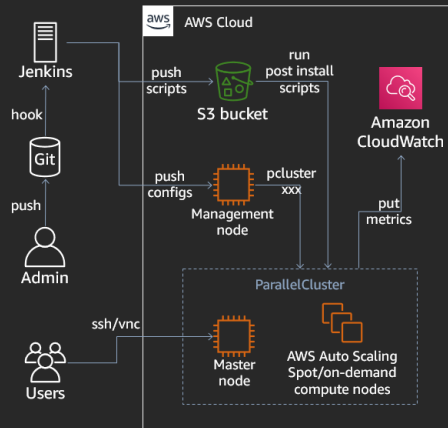 aws
AWS Cloud
Jenkins
push
scripts
S3 bucket
run
post install
scripts
Amazon
CloudWatch
hook
Git
push
configs
Management
node
pcluster
xxx
put
metrics
push
Admin
ParallelCluster
ssh/vnc
Master
node
AWS Auto Scaling
Spot/on-demand
compute nodes
Users